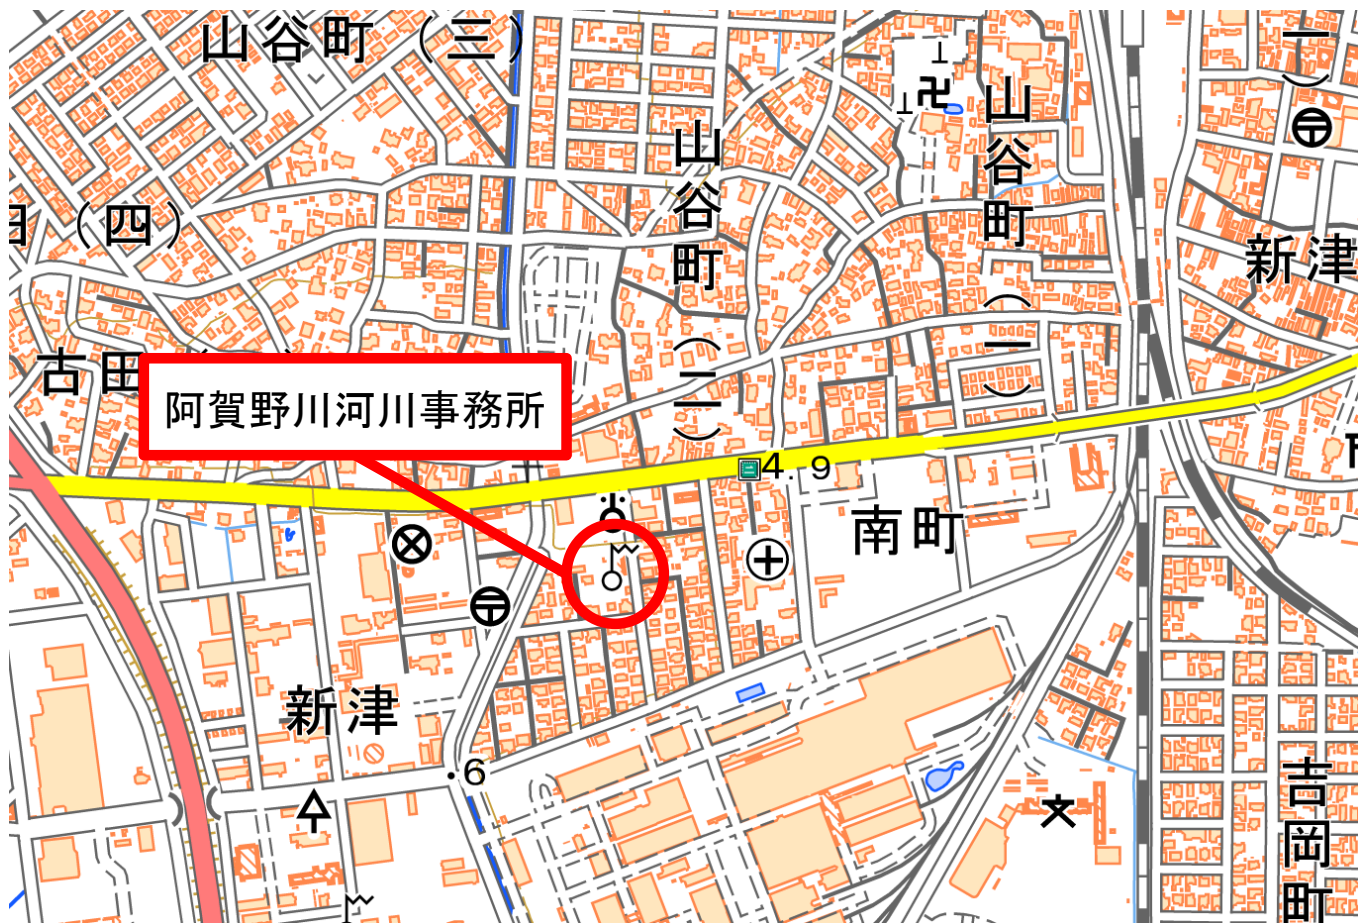 山谷町（三）
山谷町（二）
山谷町（一）
一）
新津
田（四）
古田
阿賀野川河川事務所
4.9
南町
新津
.6
吉岡町